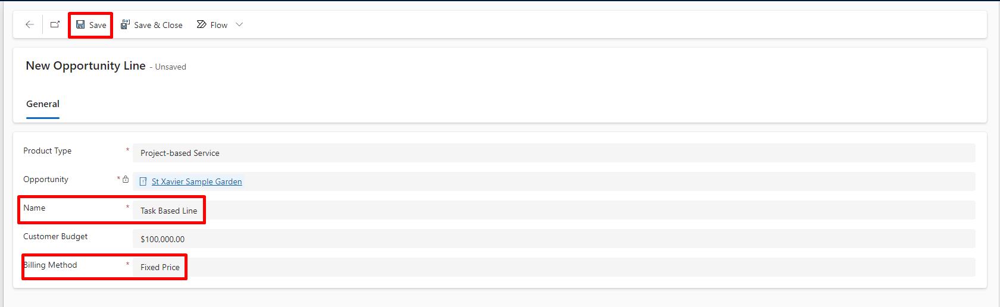 Save Save & Close Flow
New Opportunity Line - Unsaved
General
Product Type * Project-based Service
Opportunity * St Xavier Sample Garden
Name * Task Based Line
Customer Budget $100,000.00
Billing Method * Fixed Price